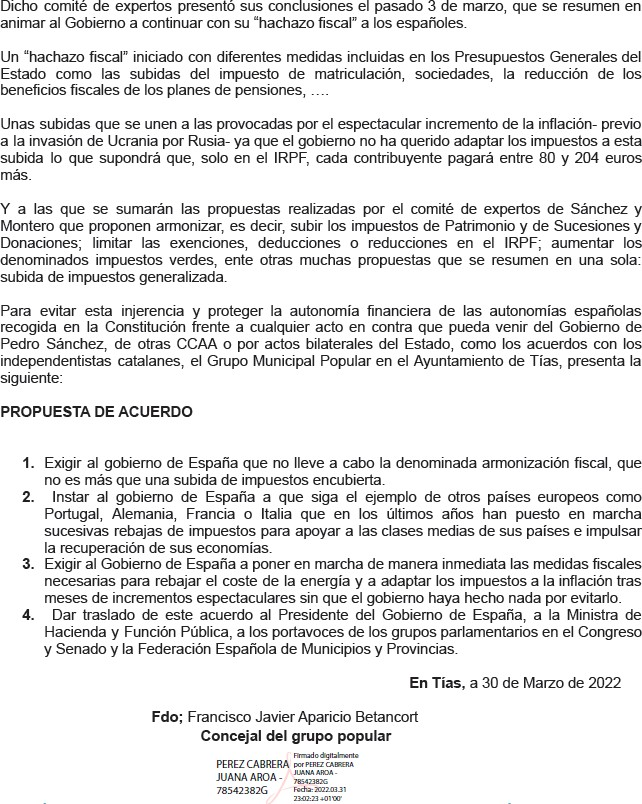 Dicho comité de expertos presentó sus conclusiones el pasado 3 de marzo, que se resumen en
animar al Gobierno a continuar con su “hachazo fiscal” a los españoles.
Un “hachazo fiscal” iniciado con diferentes medidas incluidas en los Presupuestos Generales del
Estado como las subidas del impuesto de matriculación, sociedades, la reducción de los
beneficios fiscales de los planes de pensiones, ….
Unas subidas que se unen a las provocadas por el espectacular incremento de la inflación- previo
a la invasión de Ucrania por Rusia- ya que el gobierno no ha querido adaptar los impuestos a esta
subida lo que supondrá que, solo en el IRPF, cada contribuyente pagará entre 80 y 204 euros
más.
Y a las que se sumarán las propuestas realizadas por el comité de expertos de Sánchez y
Montero que proponen armonizar, es decir, subir los impuestos de Patrimonio y de Sucesiones y
Donaciones; limitar las exenciones, deducciones o reducciones en el IRPF; aumentar los
denominados impuestos verdes, ente otras muchas propuestas que se resumen en una sola:
subida de impuestos generalizada.
Para evitar esta injerencia y proteger la autonomía financiera de las autonomías españolas
recogida en la Constitución frente a cualquier acto en contra que pueda venir del Gobierno de
Pedro Sánchez, de otras CCAA o por actos bilaterales del Estado, como los acuerdos con los
independentistas catalanes, el Grupo Municipal Popular en el Ayuntamiento de Tías, presenta la
siguiente:
PROPUESTA DE ACUERDO
1. Exigir al gobierno de España que no lleve a cabo la denominada armonización fiscal, que
no es más que una subida de impuestos encubierta.
2. Instar al gobierno de España a que siga el ejemplo de otros países europeos como
Portugal, Alemania, Francia o Italia que en los últimos años han puesto en marcha
sucesivas rebajas de impuestos para apoyar a las clases medias de sus países e impulsar
la recuperación de sus economías.
3. Exigir al Gobierno de España a poner en marcha de manera inmediata las medidas fiscales
necesarias para rebajar el coste de la energía y a adaptar los impuestos a la inflación tras
meses de incrementos espectaculares sin que el gobierno haya hecho nada por evitarlo.
4. Dar traslado de este acuerdo al Presidente del Gobierno de España, a la Ministra de
Hacienda y Función Pública, a los portavoces de los grupos parlamentarios en el Congreso
y Senado y la Federación Española de Municipios y Provincias.
En Tías, a 30 de Marzo de 2022
Fdo; Francisco Javier Aparicio Betancort
Concejal del grupo popular
PEREZ CABRERA
JUANA AROA -
78542382G
Firmado digitalmente
por PEREZ CABRERA
JUANA AROA -
78542382G
Fecha: 2022.03.31
23:02:23 +01'00'